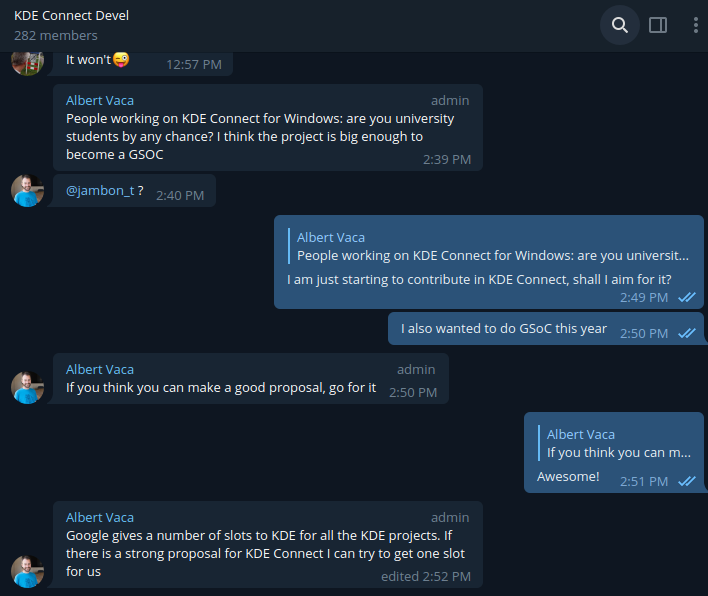 KDE Connect Devel
282 members
It won't😜 12:57 PM
Albert Vaca admin
People working on KDE Connect for Windows: are you university
students by any chance? I think the project is big enough to
become a GSOC
2:39 PM
@jambon_t ? 2:40 PM
Albert Vaca
People working on KDE Connect for Windows: are you universit...
I am just starting to contribute in KDE Connect, shall I aim for it?
2:49 PM
I also wanted to do GSoC this year 2:50 PM
Albert Vaca admin
If you think you can make a good proposal, go for it 2:50 PM
Albert Vaca
If you think you can m...
Awesome! 2:51 PM
Albert Vaca admin
Google gives a number of slots to KDE for all the KDE projects. If
there is a strong proposal for KDE Connect I can try to get one slot
for us
edited 2:52 PM